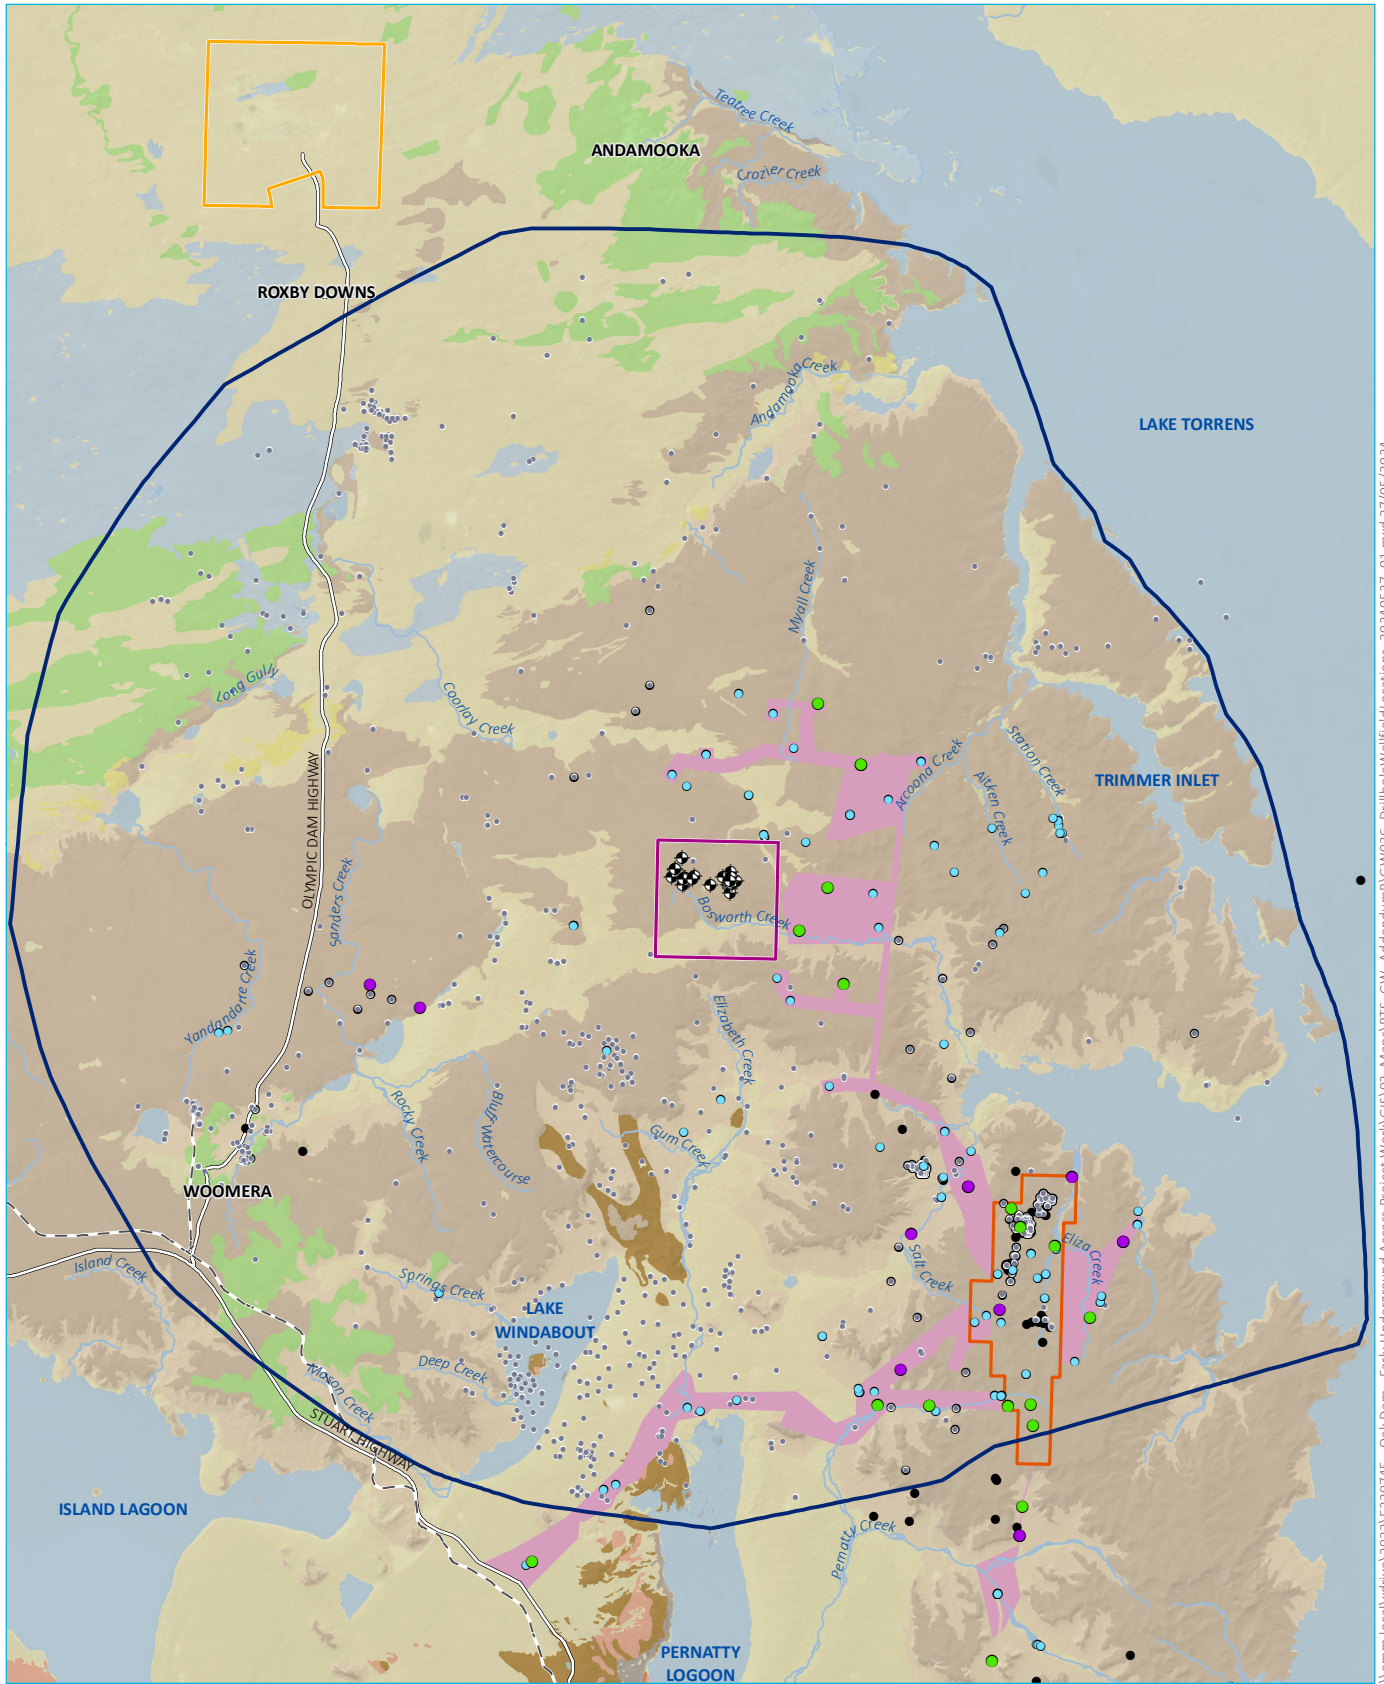 Teatree Creek
ANDAMOOKA
Crozier Creek
ROXBY DOWNS
Andamooka Creek
LAKE TORRENS
Myall Creek
Long Gully
Coorlay Creek
Station Creek
Arcoona Creek
Aitken Creek
TRIMMER INLET
OLYMPIC DAM HIGHWAY
Sanders Creek
Bosworth Creek
Yandandarre Creek
Elizabeth Creek
Rocky Creek
Bluff Watercourse
Gum Creek
WOOMERA
Eliza Creek
Salt Creek
Island Creek
Springs Creek
LAKE
WINDABOUT
Deep Creek
Mason Creek
STUART HIGHWAY
ISLAND LAGOON
Pernatty Creek
PERNATTY
LOGOON